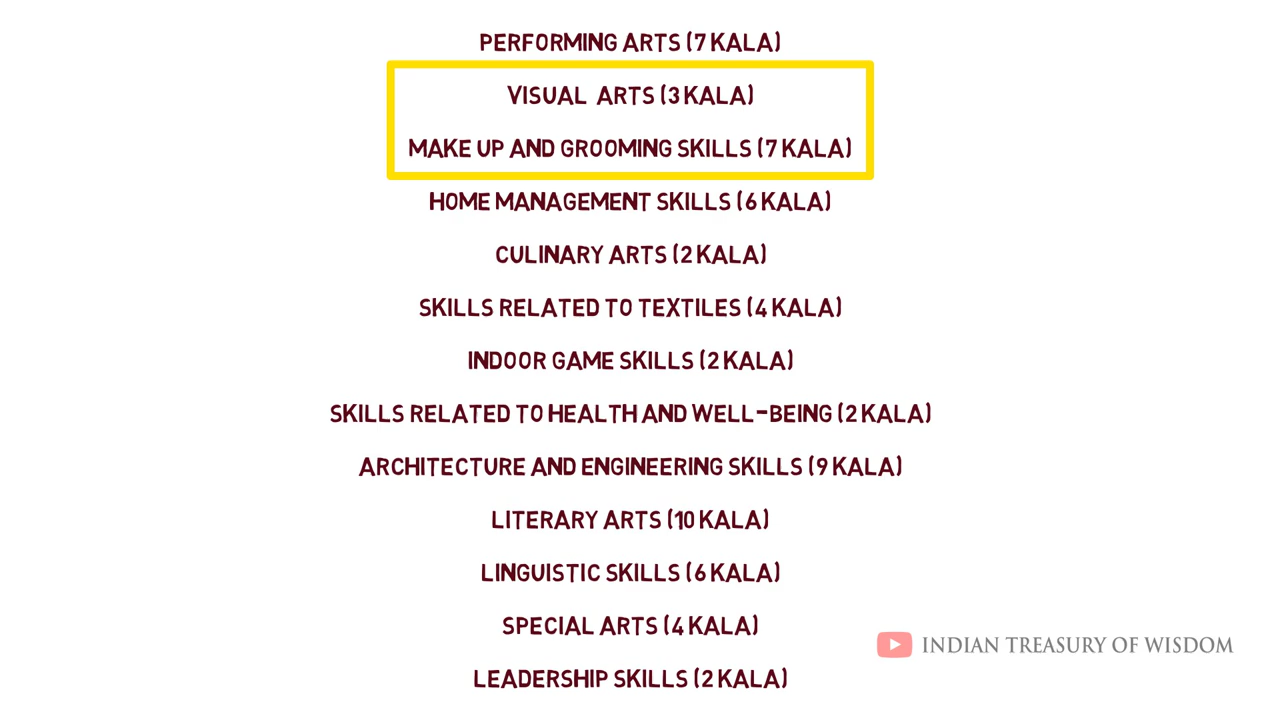 PERFORMING ARTS (7 KALA)
VISUAL ARTS (3 KALA)
MAKE UP AND GROOMING SKILLS (7 KALA)
HOME MANAGEMENT SKILLS (6 KALA)
CULINARY ARTS (2 KALA)
SKILLS RELATED TO TEXTILES (4 KALA)
INDOOR GAME SKILLS (2 KALA)
SKILLS RELATED TO HEALTH AND WELL-BEING (2 KALA)
ARCHITECTURE AND ENGINEERING SKILLS (9 KALA)
LITERARY ARTS (10 KALA)
LINGUISTIC SKILLS (6 KALA)
SPECIAL ARTS (4 KALA)
INDIAN TREASURY OF WISDOM
LEADERSHIP SKILLS (2 KALA)